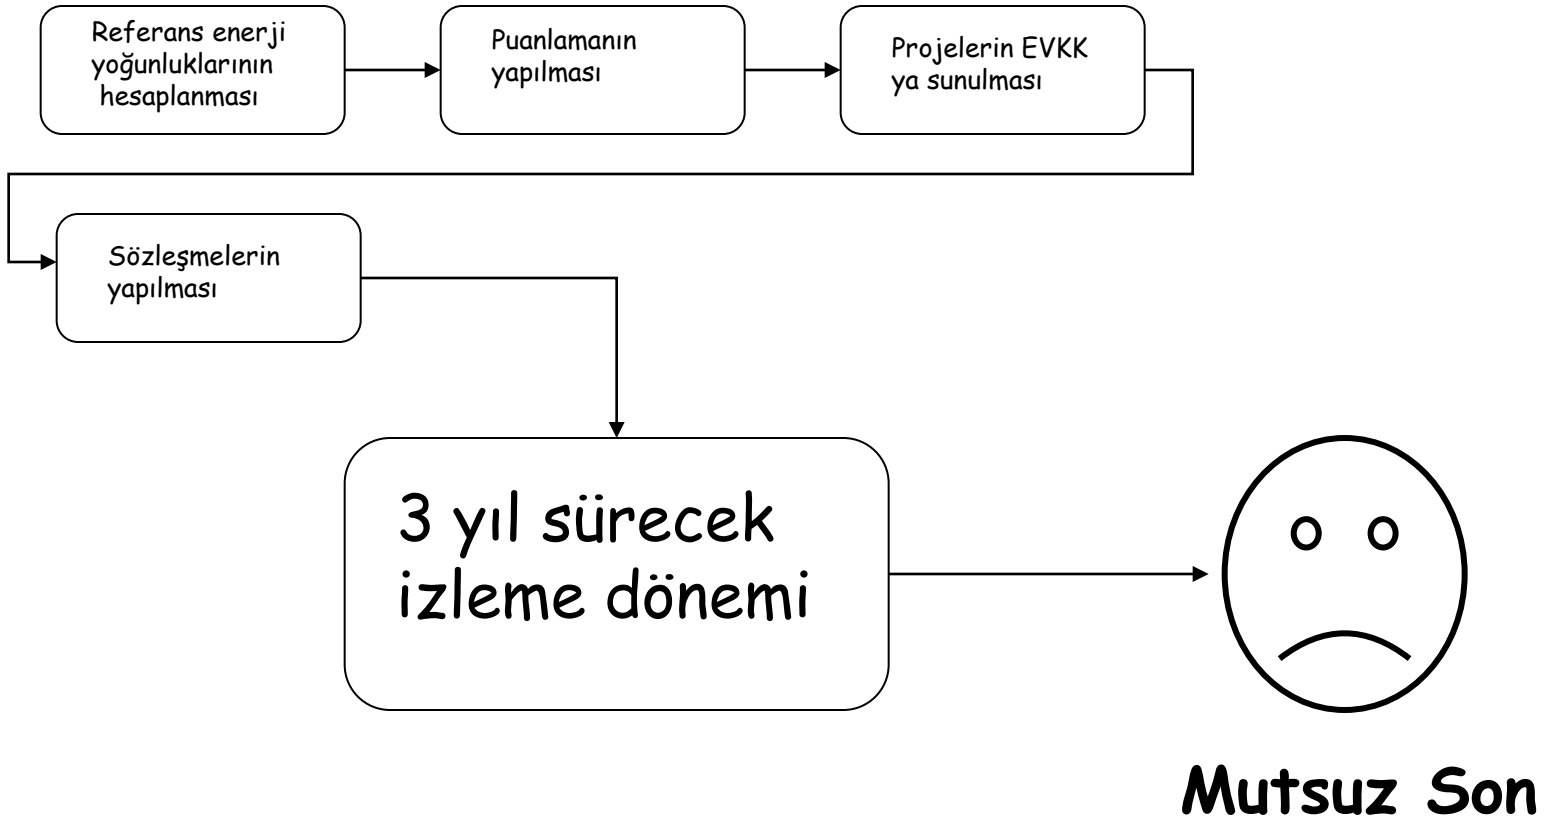 Referans enerji
yoğunluklarının
hesaplanması
Puanlamanın
yapılması
Projelerin EVKK
ya sunulması
Sözleşmelerin
yapılması
3 yıl sürecek
izleme dönemi
Mutsuz Son